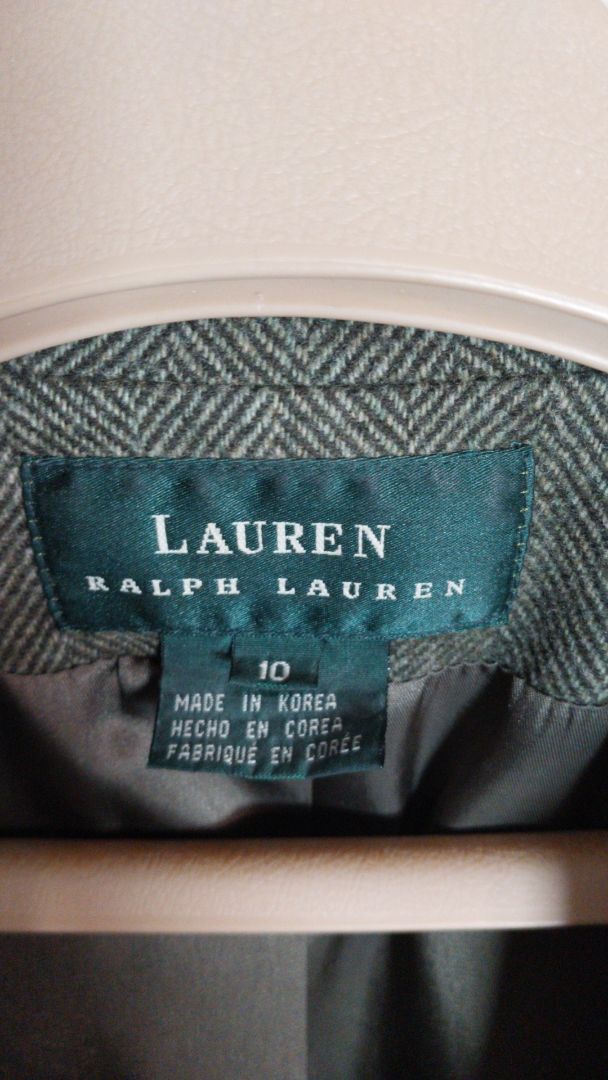 LAUREN
RALPH LAUREN
10
MADE IN KOREA
HECHO EN COREA
FABRIQUÉ EN CORÉE